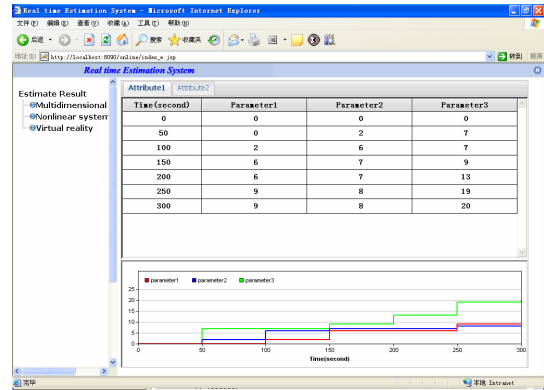 Real time Estimation System - Microsoft Internet Explorer
文件(F) 编辑(E) 查看(V) 收藏(A) 工具(T) 帮助(H)
后退 搜索 收藏夹
地址(D) http://localhost:8090/online/index_w.jsp 转到 链接
Real time Estimation System
Estimate Result
Multidimensional
Nonlinear system
Virtual reality
Attribute1 Attribute2
Time(second) Parameter1 Parameter2 Parameter3
0 0 0 0
50 0 2 7
100 2 6 7
150 6 7 9
200 6 7 13
250 9 8 19
300 9 8 20
parameter1 parameter2 parameter3
25
20
15
10
5
0
0 50 100 150 200 250 300
Time(second)
完毕 本地 Intranet